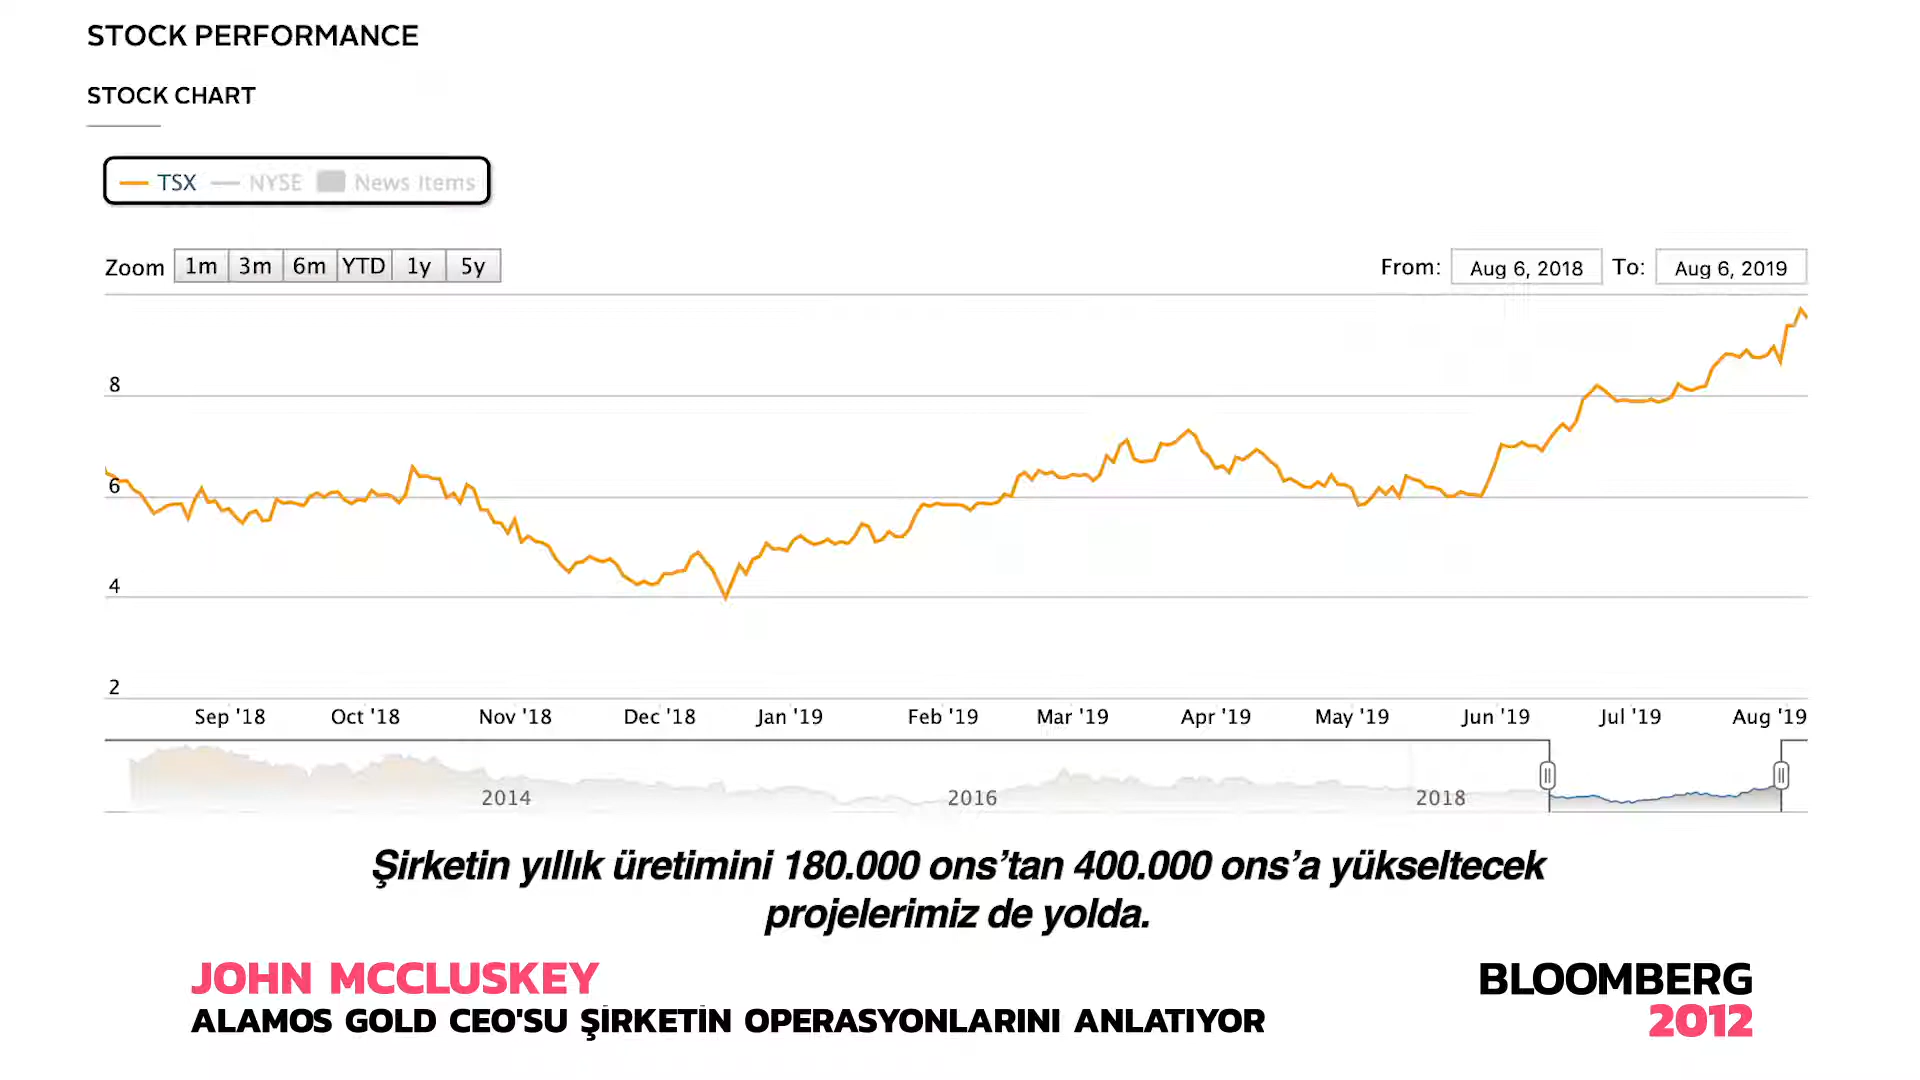 STOCK PERFORMANCE
STOCK CHART
TSX NYSE News Items
Zoom 1m 3m 6m YTD 1y 5y From: Aug 6, 2018 To: Aug 6, 2019
8
6
4
2
Sep '18 Oct '18 Nov '18 Dec '18 Jan '19 Feb '19 Mar '19 Apr '19 May '19 Jun '19 Jul '19 Aug '19
2014 2016 2018
Şirketin yıllık üretimini 180.000 ons’tan 400.000 ons’a yükseltecek
projelerimiz de yolda.
JOHN MCCLUSKEY
ALAMOS GOLD CEO'SU ŞİRKETİN OPERASYONLARINI ANLATIYOR
BLOOMBERG
2012